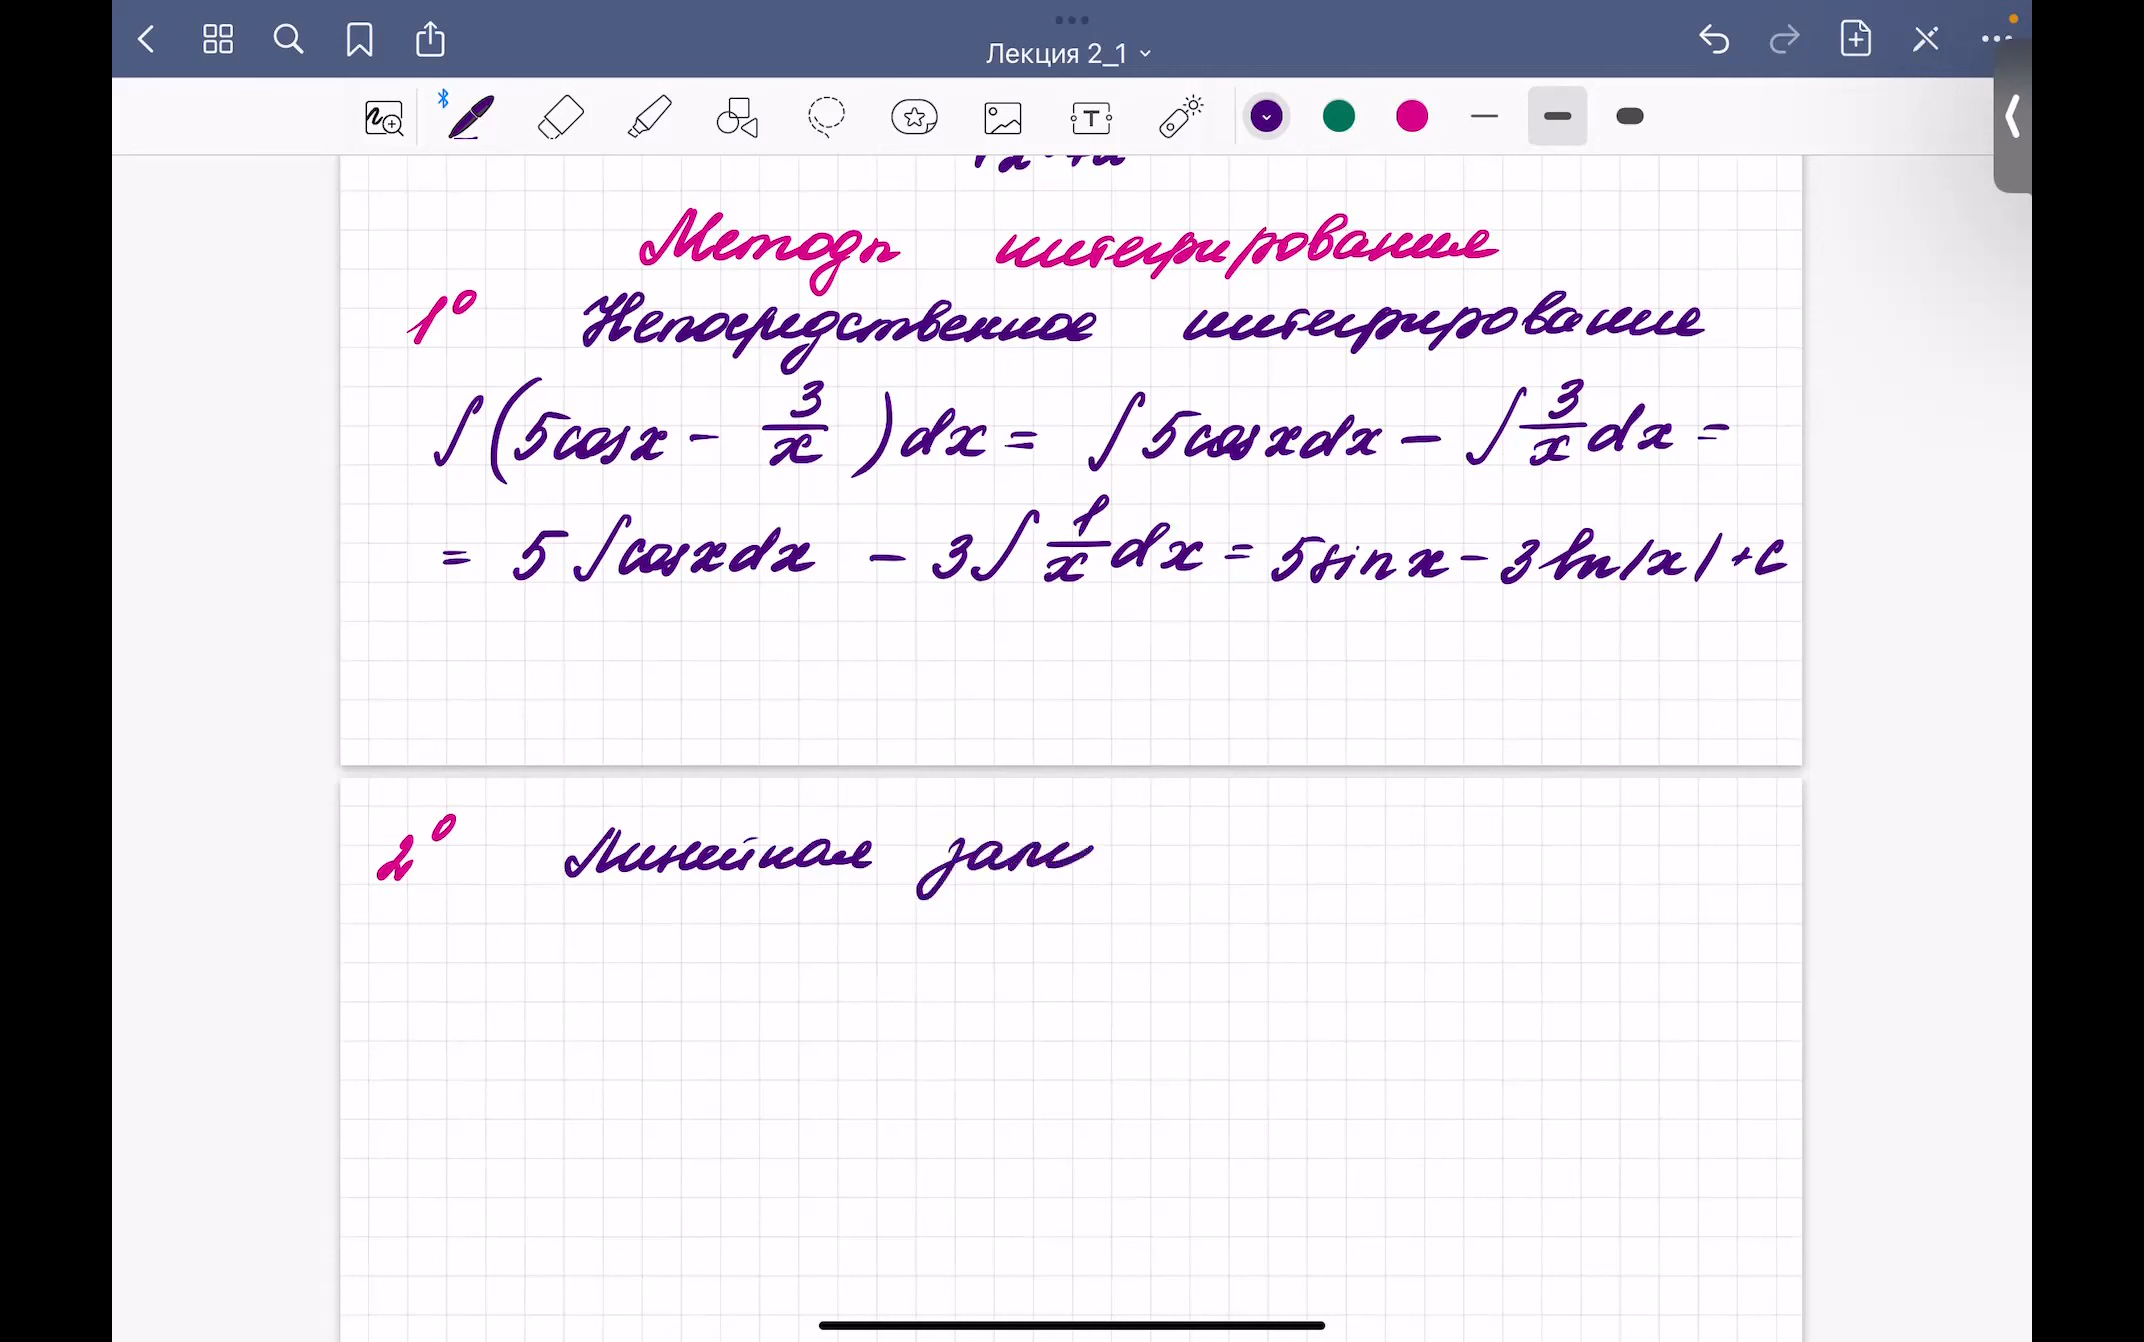 Лекция 2_1
Методы интегрирования
1° Непосредственное интегрирование
∫(5cosx - 3/x)dx = ∫5cosxdx - ∫3/x dx =
= 5∫cosxdx - 3∫1/x dx = 5sinx - 3ln|x| + c
2° Линейная зам